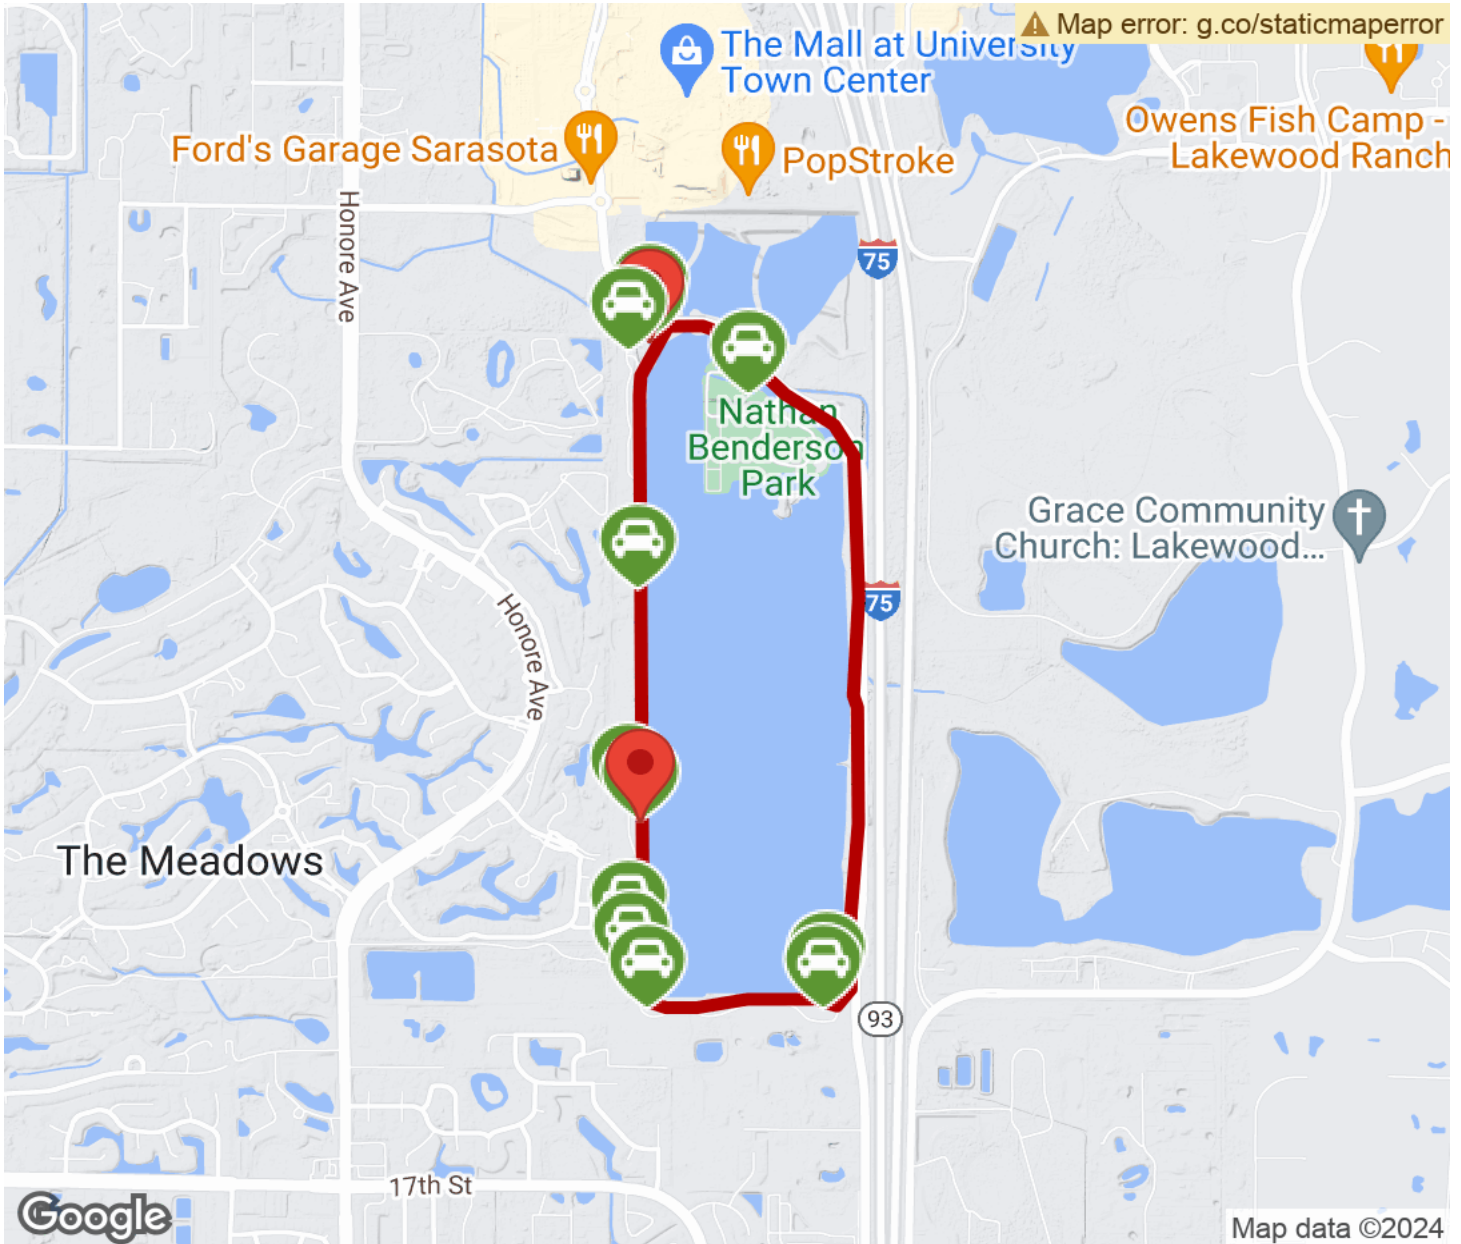 Map error: g.co/staticmaperror
The Mall at University
Town Center
Owens Fish Camp -
Lakewood Ranch
Ford's Garage Sarasota
PopStroke
Honore Ave
75
Nathan
Benderson
Park
Grace Community
Church: Lakewood...
75
Honore Ave
The Meadows
93
17th St
Google
Map data ©2024